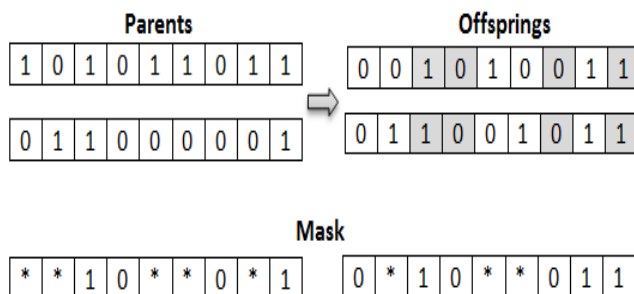 Parents Offsprings
1 0 1 0 1 1 0 1 1 0 0 1 0 1 0 0 1 1
0 1 1 0 0 0 0 0 1 0 1 1 0 0 1 0 1 1
Mask
* * 1 0 * * 0 * 1 0 * 1 0 * * 0 1 1